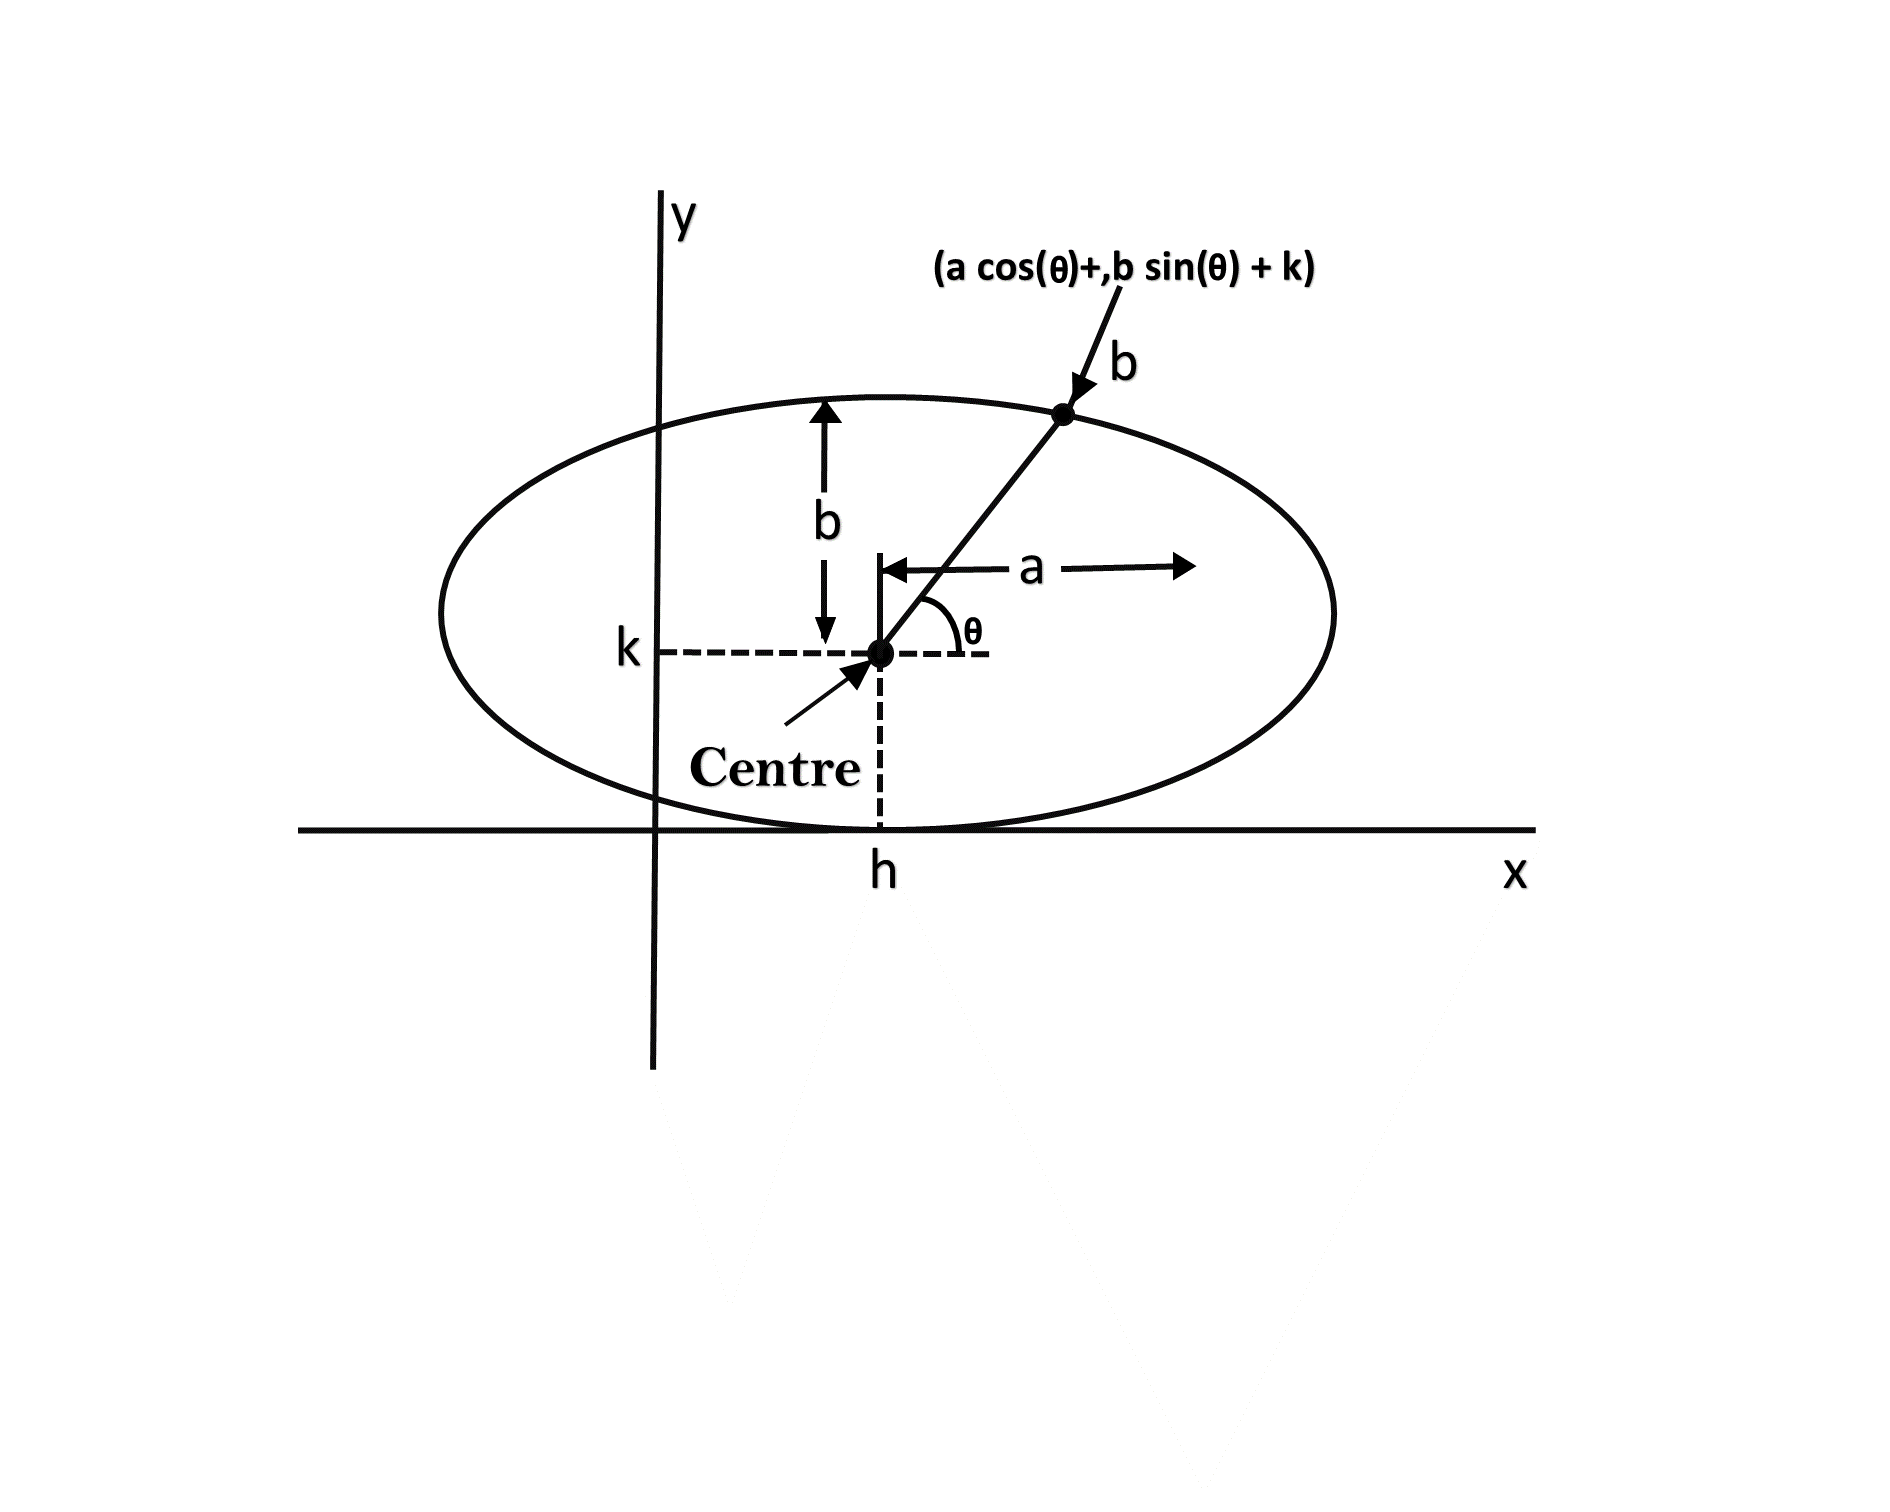 y
(a cos(θ)+,b sin(θ) + k)
b
b
a
θ
k
Centre
h
x